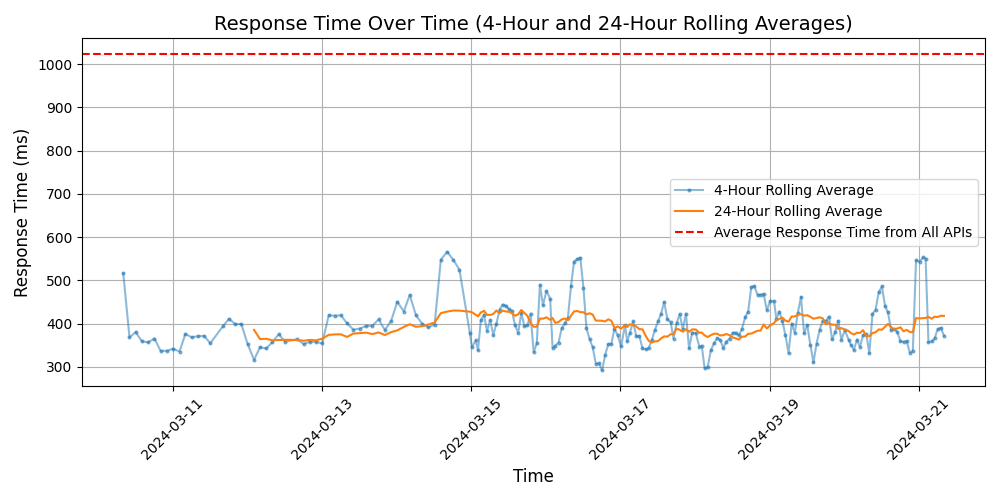 Response Time Over Time (4-Hour and 24-Hour Rolling Averages)
Response Time (ms)
1000
900
800
700
600
500
400
300
4-Hour Rolling Average
24-Hour Rolling Average
Average Response Time from All APIs
2024-03-11
2024-03-13
2024-03-15
2024-03-17
2024-03-19
2024-03-21
Time